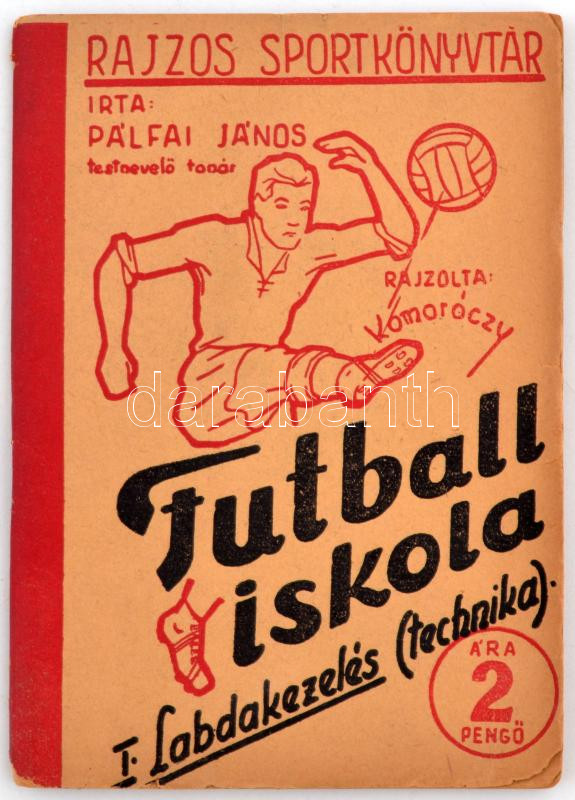 RAJZOS SPORTKÖNYVTÁR
IRTA:
PÁLFAI JÁNOS
testnevelő tanár
RAJZOLTA:
Komoróczy
darabanth
Futball
iskola
I. Labdakezelés (technika).
ÁRA
2
PENGŐ